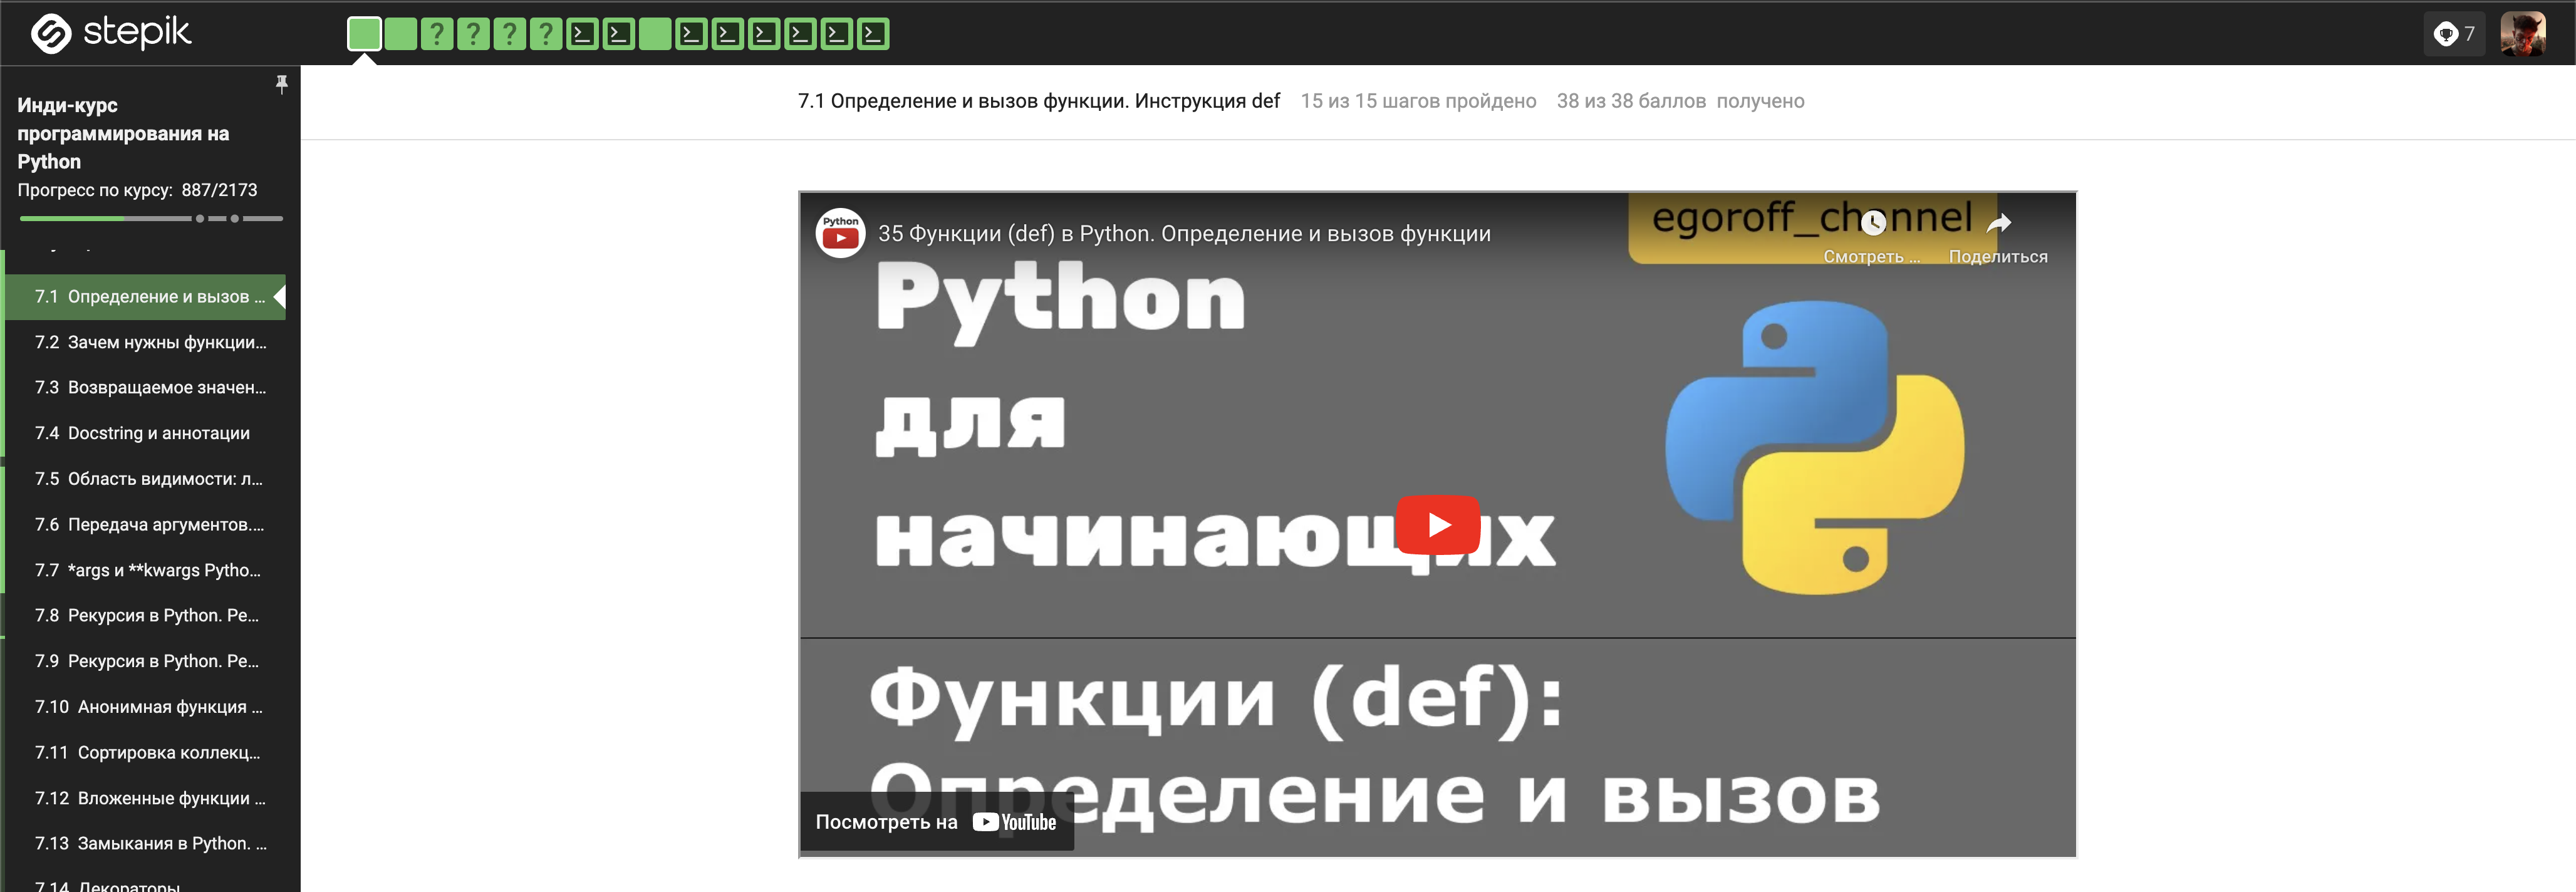 stepik
? ? ? ?
7
Инди-курс
программирования на
Python
Прогресс по курсу: 887/2173
7.1 Определение и вызов ...
7.2 Зачем нужны функции...
7.3 Возвращаемое значен...
7.4 Docstring и аннотации
7.5 Область видимости: л...
7.6 Передача аргументов....
7.7 *args и **kwargs Pytho...
7.8 Рекурсия в Python. Ре...
7.9 Рекурсия в Python. Ре...
7.10 Анонимная функция ...
7.11 Сортировка коллекц...
7.12 Вложенные функции ...
7.13 Замыкания в Python. ...
7.14 Декораторы
7.1 Определение и вызов функции. Инструкция def 15 из 15 шагов пройдено 38 из 38 баллов получено
Python
35 Функции (def) в Python. Определение и вызов функции
egoroff_channel
Смотреть ... Поделиться
Python
для
начинающих
Функции (def):
Определение и вызов
Посмотреть на YouTube